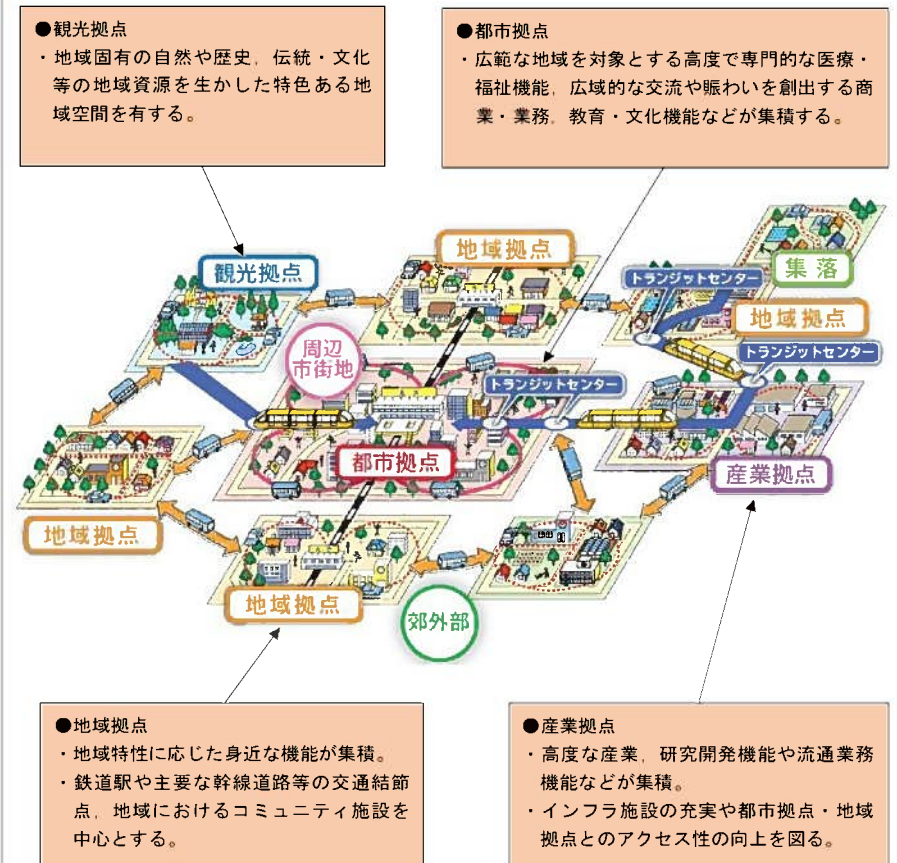 ●観光拠点
・地域固有の自然や歴史，伝統・文化
等の地域資源を生かした特色ある地
域空間を有する。
●都市拠点
・広範な地域を対象とする高度で専門的な医療・
福祉機能，広域的な交流や賑わいを創出する商
業・業務，教育・文化機能などが集積する。
地域拠点
観光拠点
集落
トランジットセンター
地域拠点
周辺
市街地
トランジットセンター
トランジットセンター
都市拠点
産業拠点
地域拠点
地域拠点
郊外部
●地域拠点
・地域特性に応じた身近な機能が集積。
・鉄道駅や主要な幹線道路等の交通結節
点，地域におけるコミュニティ施設を
中心とする。
●産業拠点
・高度な産業，研究開発機能や流通業務
機能などが集積。
・インフラ施設の充実や都市拠点・地域
拠点とのアクセス性の向上を図る。